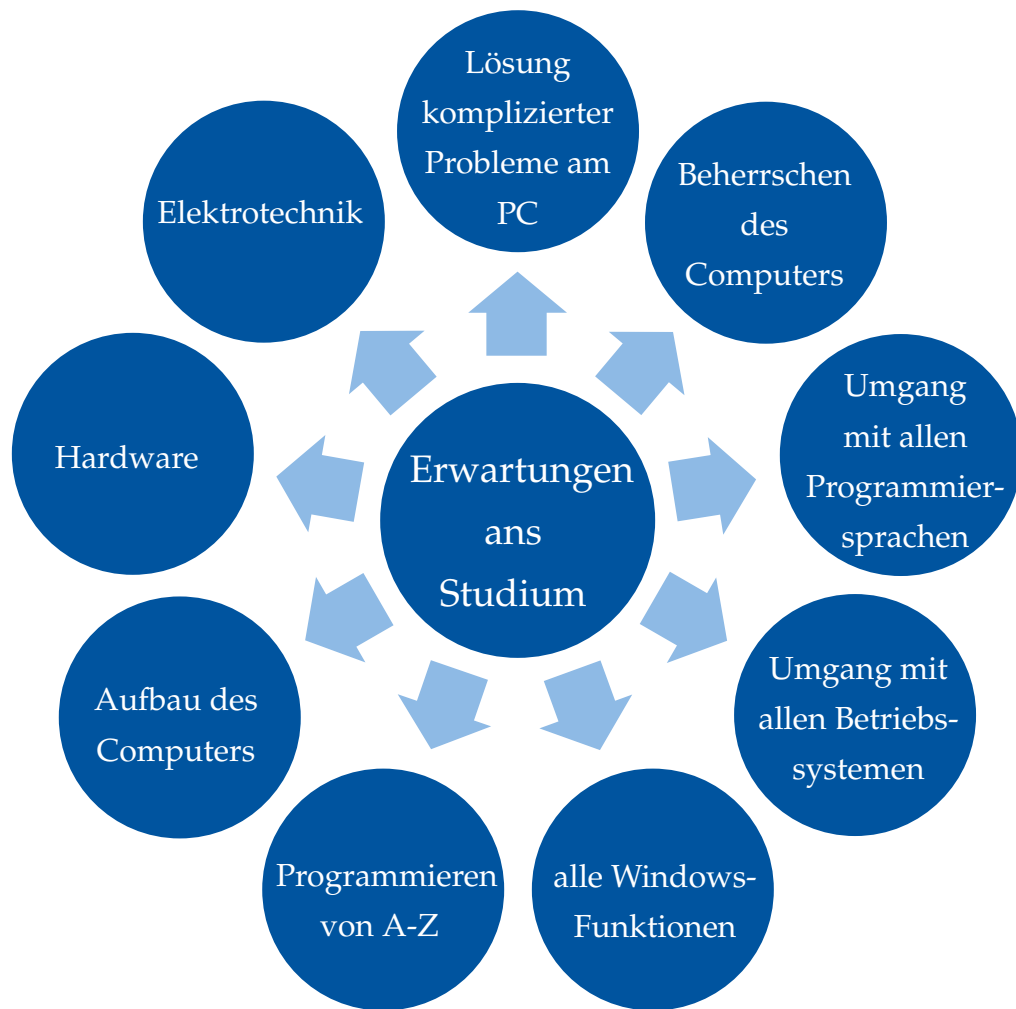 Lösung
komplizierter
Probleme am
PC
Beherrschen
des
Computers
Umgang
mit allen
Programmier-
sprachen
Umgang mit
allen Betriebs-
systemen
alle Windows-
Funktionen
Programmieren
von A-Z
Aufbau des
Computers
Hardware
Elektrotechnik
Erwartungen
ans
Studium